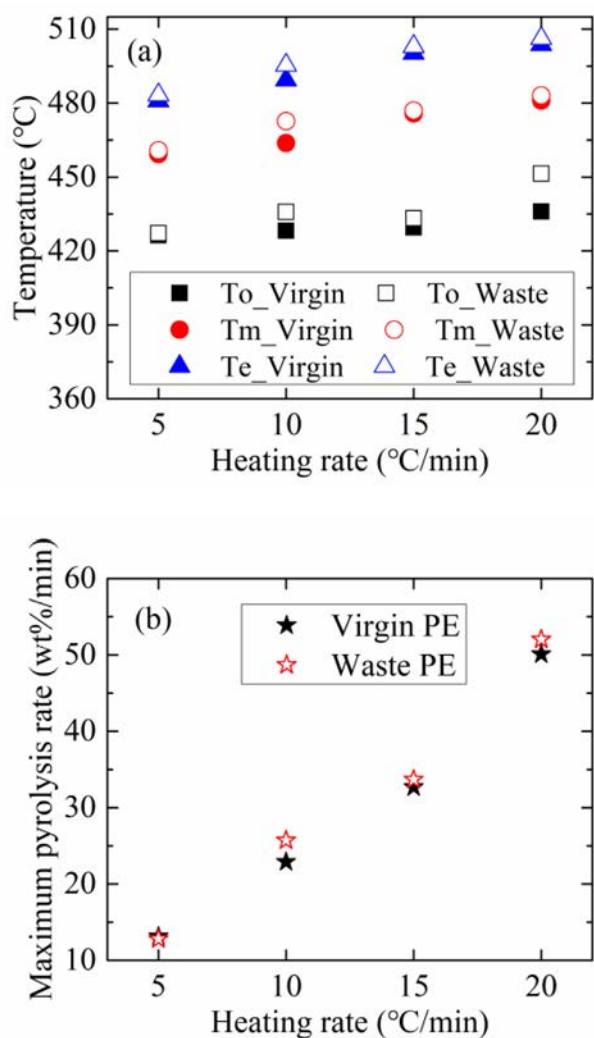 (a)
510
480
450
420
390
360
Temperature (℃)
To_Virgin To_Waste
Tm_Virgin Tm_Waste
Te_Virgin Te_Waste
5 10 15 20
Heating rate (℃/min)
(b)
60
50
40
30
20
10
Maximum pyrolysis rate (wt%/min)
Virgin PE
Waste PE
5 10 15 20
Heating rate (℃/min)